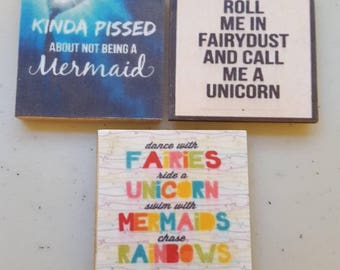 KINDA PISSED
ABOUT NOT BEING A
Mermaid
ROLL
ME IN
FAIRYDUST
AND CALL
ME A
UNICORN
dance with
FAIRIES
ride a
UNICORN
swim with
MERMAIDS
chase
RAINBOWS